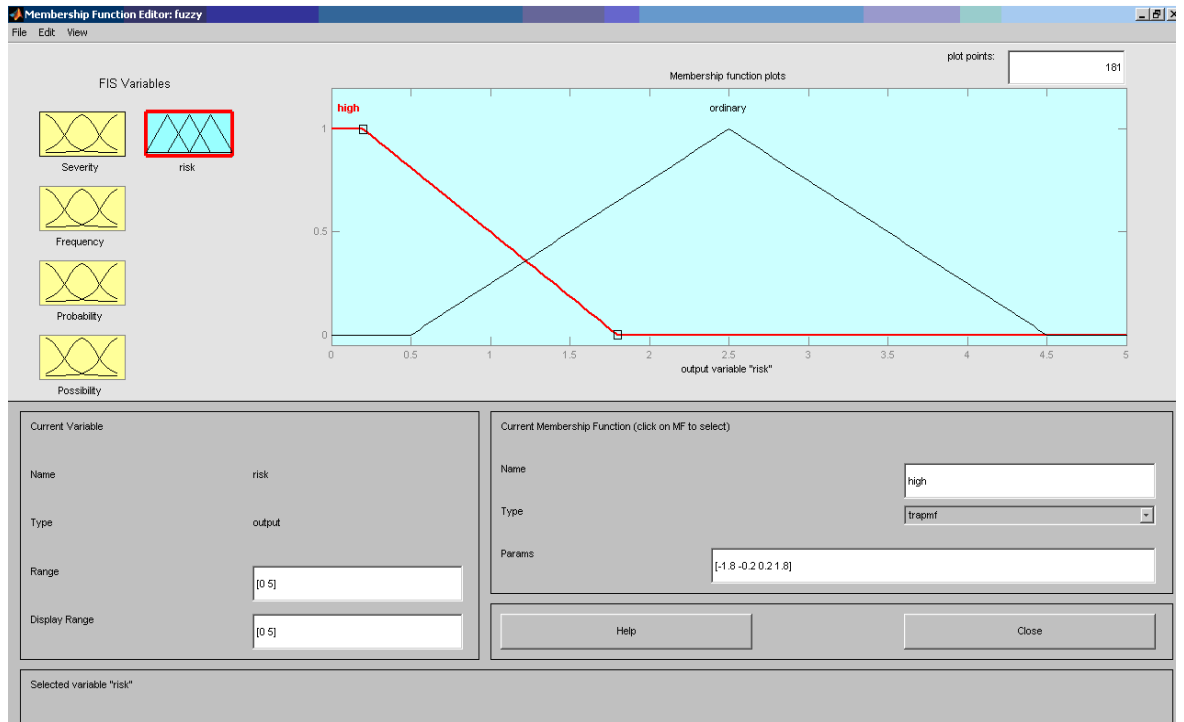 Membership Function Editor: fuzzy
File Edit View
FIS Variables
plot points:
181
Membership function plots
Severity
risk
Frequency
Probability
Possibility
high
ordinary
1
0.5
0
0 0.5 1 1.5 2 2.5 3 3.5 4 4.5 5
output variable "risk"
Current Variable
Name risk
Type output
Range [0 5]
Display Range [0 5]
Current Membership Function (click on MF to select)
Name high
Type trapmf
Params [-1.8 -0.2 0.2 1.8]
Help Close
Selected variable "risk"